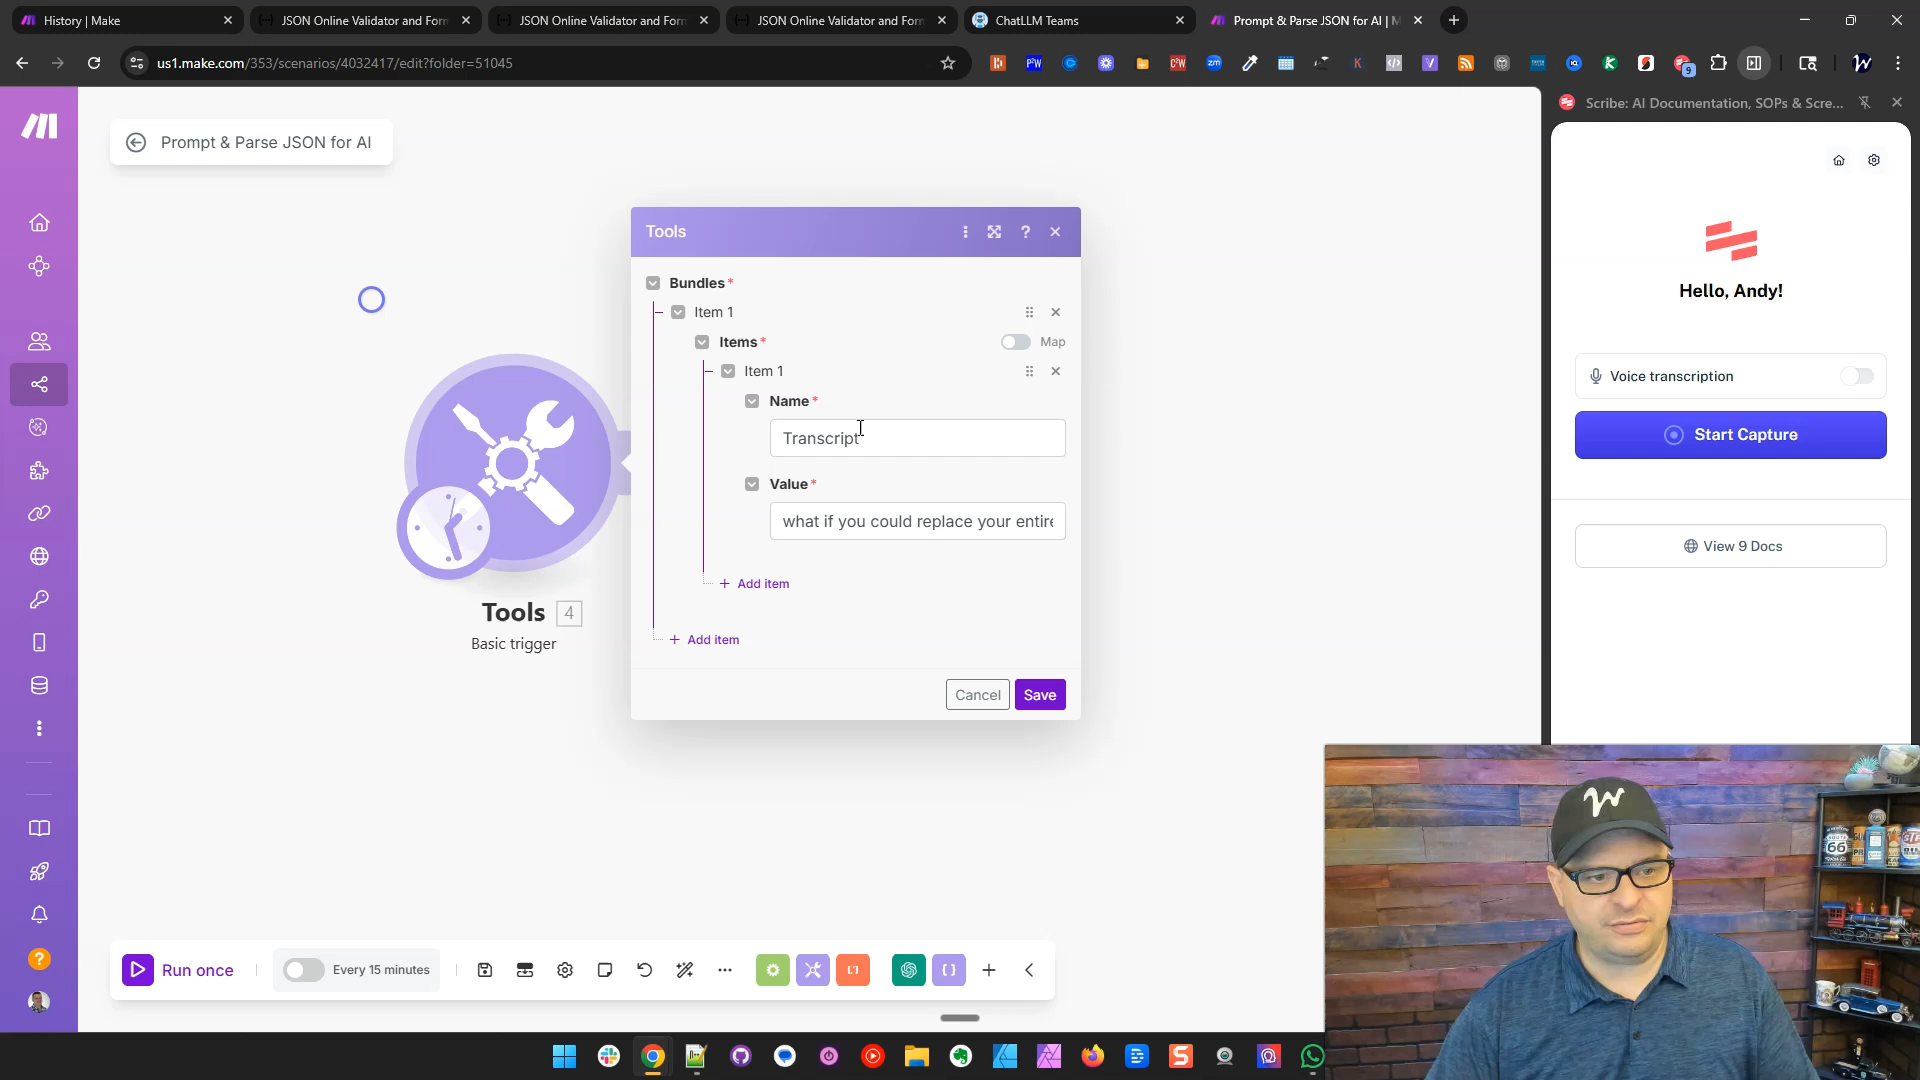 History | Make
JSON Online Validator and Form
JSON Online Validator and Form
JSON Online Validator and Form
ChatLLM Teams
Prompt & Parse JSON for AI | M
us1.make.com/353/scenarios/4032417/edit?folder=51045
9
Scribe: AI Documentation, SOPs & Scre...
Prompt & Parse JSON for AI
Tools
Bundles*
Item 1
Items*
Map
Item 1
Name*
Transcript
Value*
what if you could replace your entire
+ Add item
+ Add item
Cancel
Save
Tools 4
Basic trigger
Hello, Andy!
Voice transcription
Start Capture
View 9 Docs
Run once
Every 15 minutes
ROUTE
66